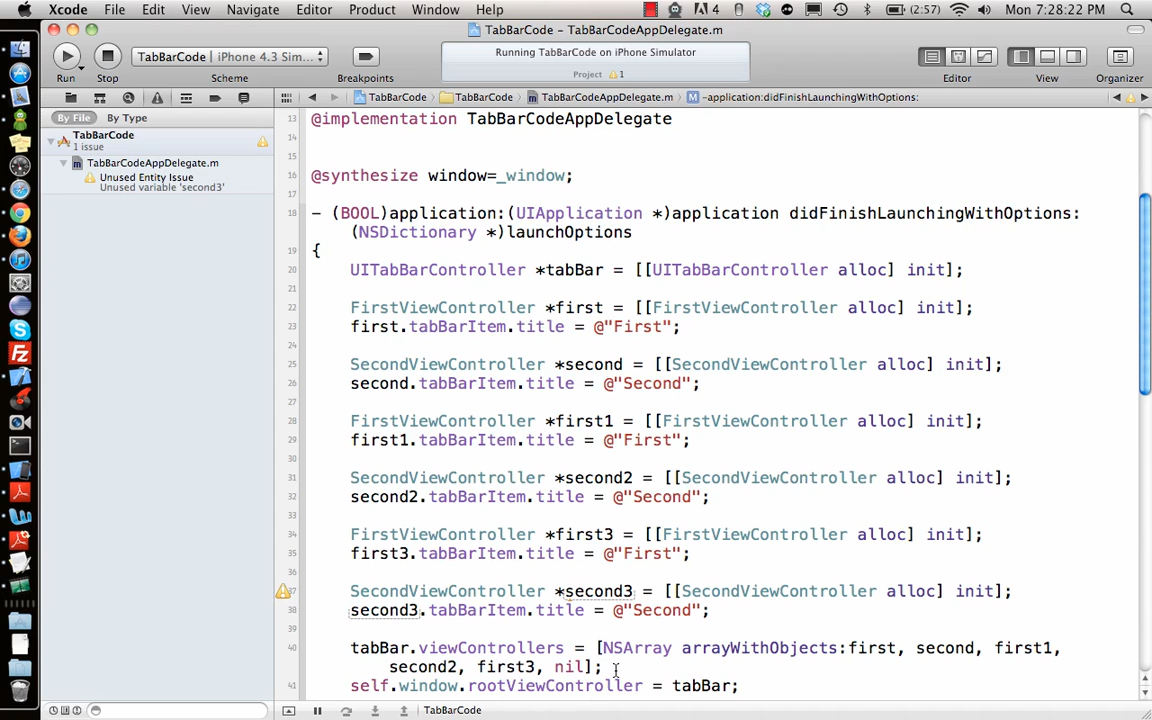 Xcode File Edit View Navigate Editor Product Window Help 4 (2:57) Mon 7:28:22 PM
TabBarCode – TabBarCodeAppDelegate.m
TabBarCode | iPhone 4.3 Sim...
Running TabBarCode on iPhone Simulator
Project 1
Run Stop Scheme Breakpoints Editor View Organizer
TabBarCode TabBarCode TabBarCodeAppDelegate.m M –application:didFinishLaunchingWithOptions:
By File By Type
TabBarCode
1 issue
TabBarCodeAppDelegate.m
Unused Entity Issue
Unused variable 'second3'
13 @implementation TabBarCodeAppDelegate
14
15
16 @synthesize window=_window;
17
18 – (BOOL)application:(UIApplication *)application didFinishLaunchingWithOptions:
(NSDictionary *)launchOptions
19 {
20 UITabBarController *tabBar = [[UITabBarController alloc] init];
21
22 FirstViewController *first = [[FirstViewController alloc] init];
23 first.tabBarItem.title = @"First";
24
25 SecondViewController *second = [[SecondViewController alloc] init];
26 second.tabBarItem.title = @"Second";
27
28 FirstViewController *first1 = [[FirstViewController alloc] init];
29 first1.tabBarItem.title = @"First";
30
31 SecondViewController *second2 = [[SecondViewController alloc] init];
32 second2.tabBarItem.title = @"Second";
33
34 FirstViewController *first3 = [[FirstViewController alloc] init];
35 first3.tabBarItem.title = @"First";
36
37 SecondViewController *second3 = [[SecondViewController alloc] init];
38 second3.tabBarItem.title = @"Second";
39
40 tabBar.viewControllers = [NSArray arrayWithObjects:first, second, first1,
second2, first3, nil];
41 self.window.rootViewController = tabBar;
TabBarCode